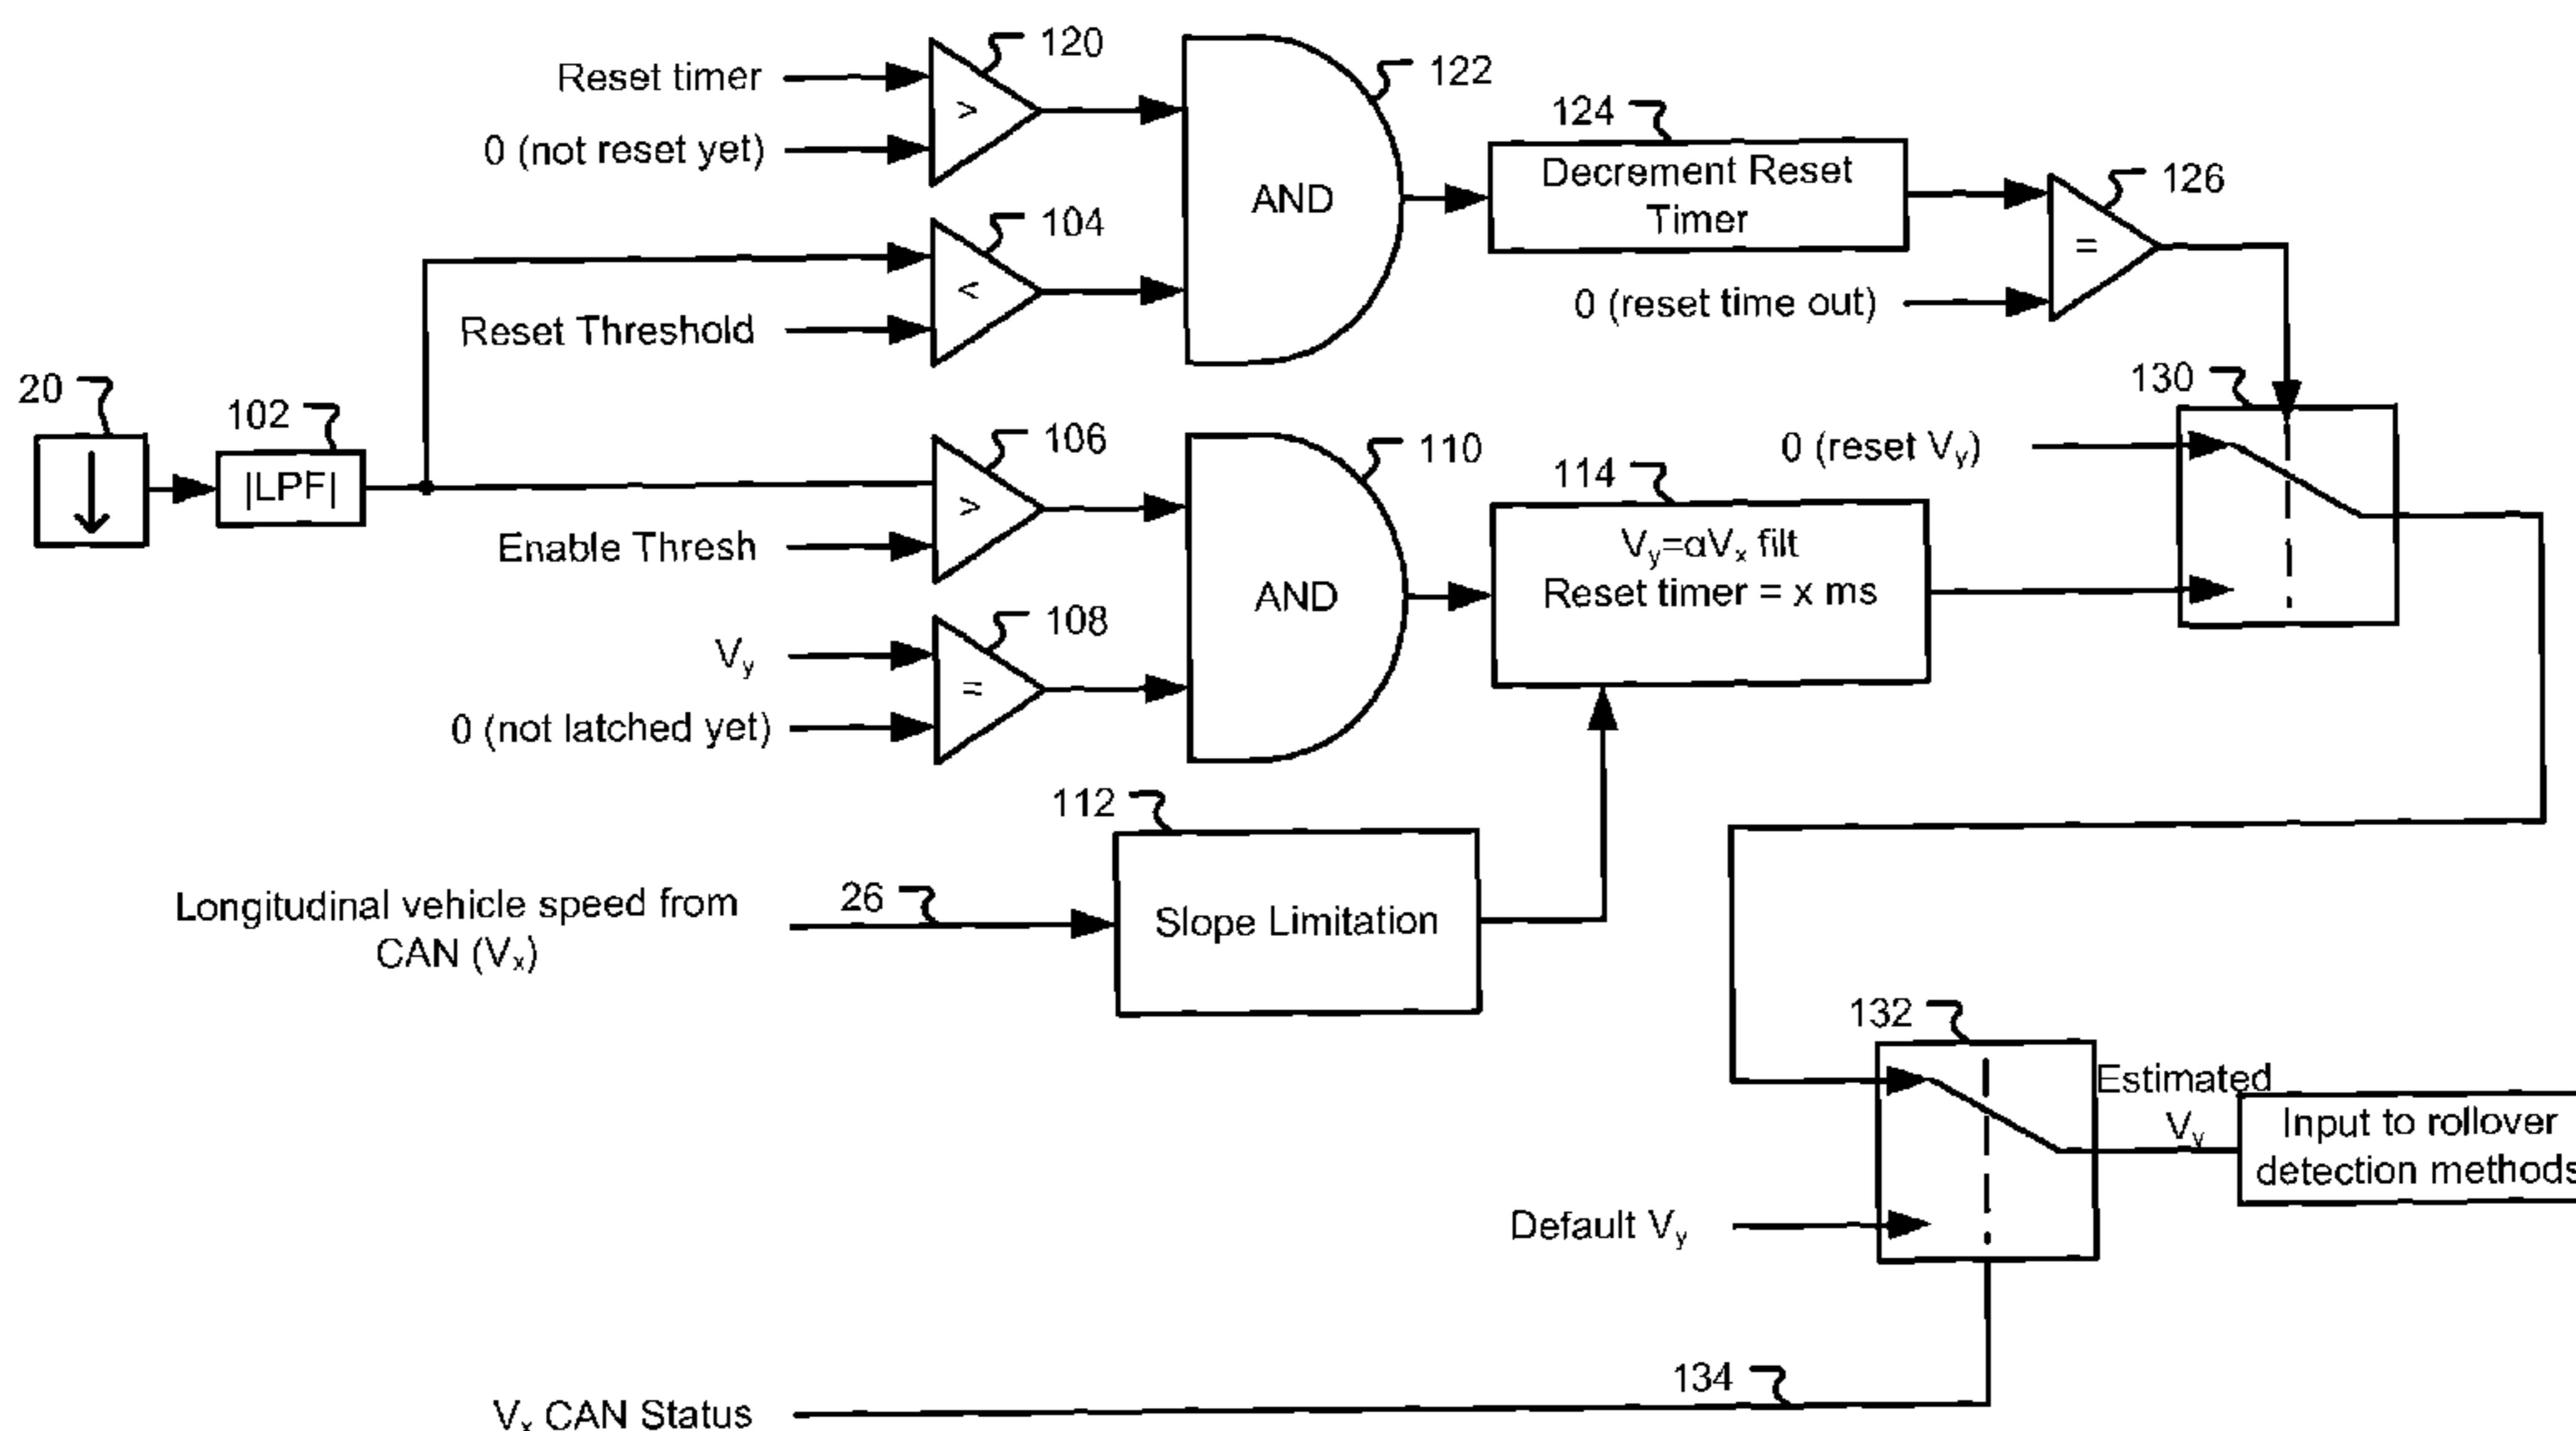 120
Reset timer
>
0 (not reset yet)
AND
122
124
Decrement Reset
Timer
126
=
0 (reset time out)
104
<
Reset Threshold
20
102
|LPF|
106
>
Enable Thresh
AND
110
114
Vy=αVx filt
Reset timer = x ms
130
0 (reset Vy)
108
Vy
=
0 (not latched yet)
112
Slope Limitation
26
Longitudinal vehicle speed from
CAN (Vx)
132
Estimated
Vy
Input to rollover
detection methods
Default Vy
134
Vx CAN Status